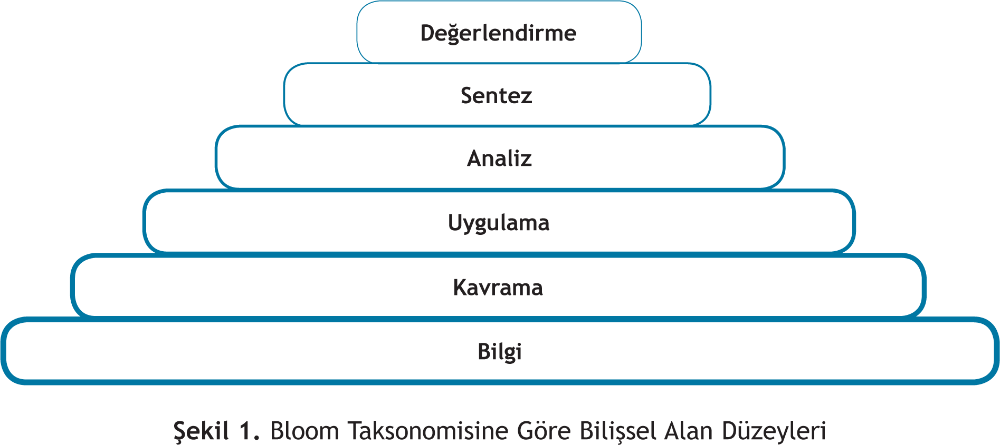 Değerlendirme
Sentez
Analiz
Uygulama
Kavrama
Bilgi
Şekil 1. Bloom Taksonomisine Göre Bilişsel Alan Düzeyleri